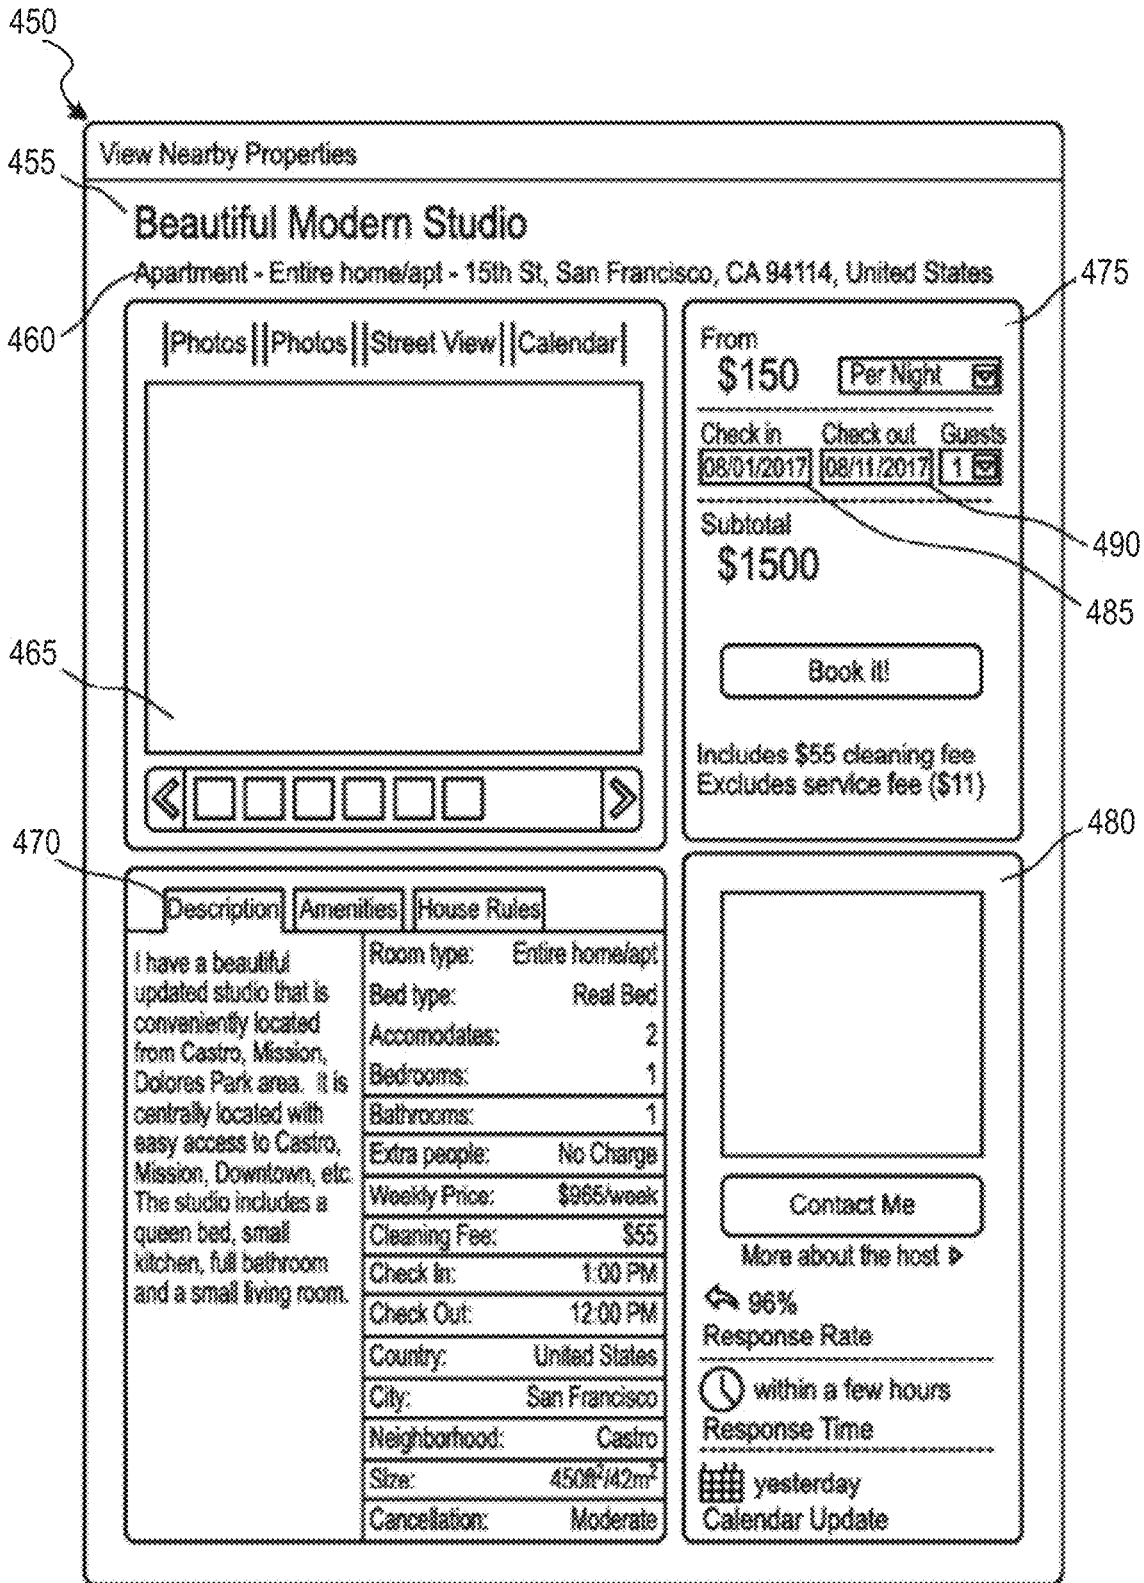 450
View Nearby Properties
455
Beautiful Modern Studio
460
Apartment - Entire home/apt - 15th St, San Francisco, CA 94114, United States
475
Photos Photos Street View Calendar
465
From
$150 Per Night
Check in Check out Guests
08/01/2017 08/11/2017 1
490
485
Subtotal
$1500
Book it!
Includes $55 cleaning fee
Excludes service fee ($11)
470
Description Amenities House Rules
I have a beautiful
updated studio that is
conveniently located
from Castro, Mission,
Dolores Park area. It is
centrally located with
easy access to Castro,
Mission, Downtown, etc.
The studio includes a
queen bed, small
kitchen, full bathroom
and a small living room.
Room type: Entire home/apt
Bed type: Real Bed
Accomodates: 2
Bedrooms: 1
Bathrooms: 1
Extra people: No Charge
Weekly Price: $965/week
Cleaning Fee: $55
Check In: 1:00 PM
Check Out: 12:00 PM
Country: United States
City: San Francisco
Neighborhood: Castro
Size: 450ft²/42m²
Cancellation: Moderate
480
Contact Me
More about the host
96%
Response Rate
within a few hours
Response Time
yesterday
Calendar Update